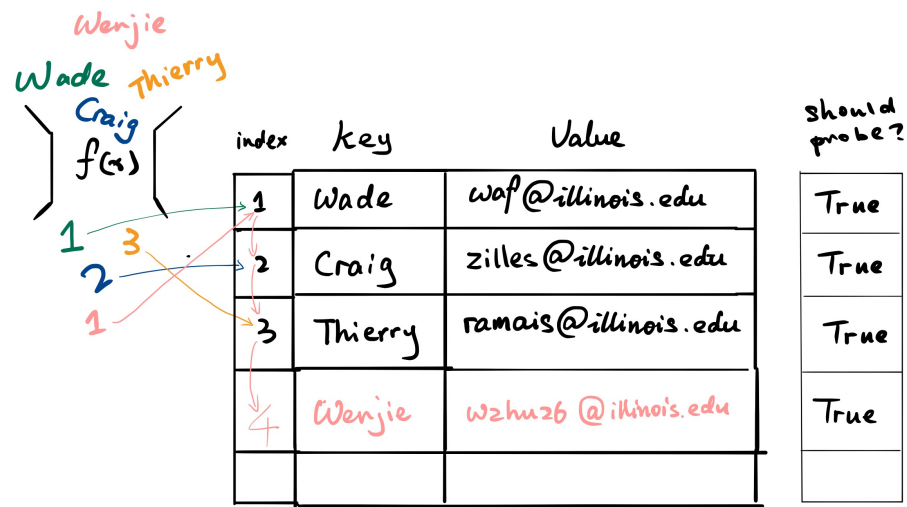 Wenjie
Wade Thierry
Craig
f(x)
1 3
2
1
index key Value should probe?
1 Wade waf@illinois.edu True
2 Craig zilles@illinois.edu True
3 Thierry ramais@illinois.edu True
4 Wenjie wzhu26@illinois.edu True